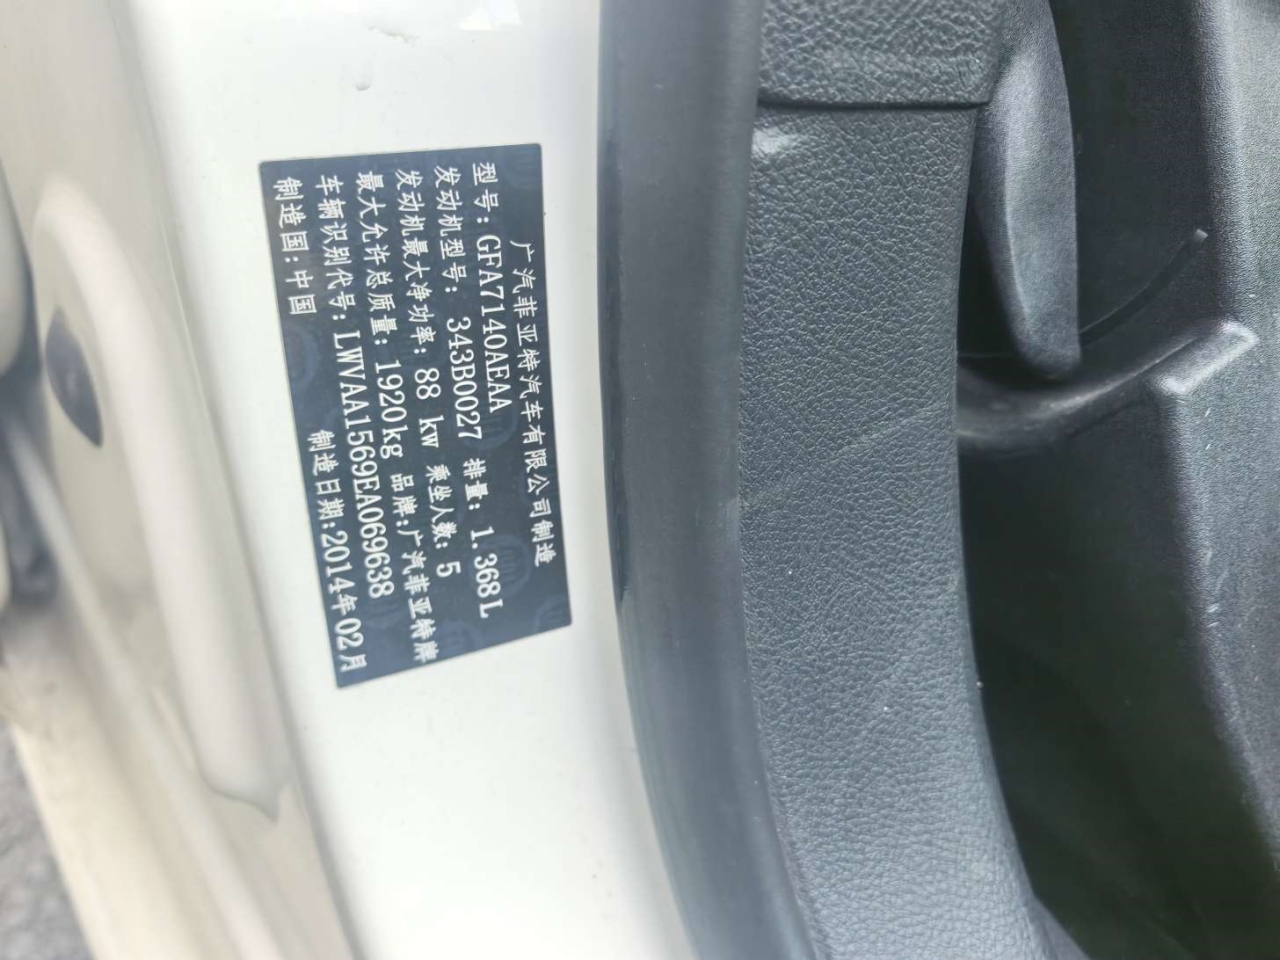 广汽菲亚特汽车有限公司制造
型号: GFA7140AEAA
发动机型号: 343B0027 排量: 1.368L
发动机最大净功率: 88 kw 乘坐人数: 5
最大允许总质量: 1920kg 品牌:广汽菲亚特牌
车辆识别代号: LWVAA1569EA069638
制造国:中国 制造日期:2014年02月